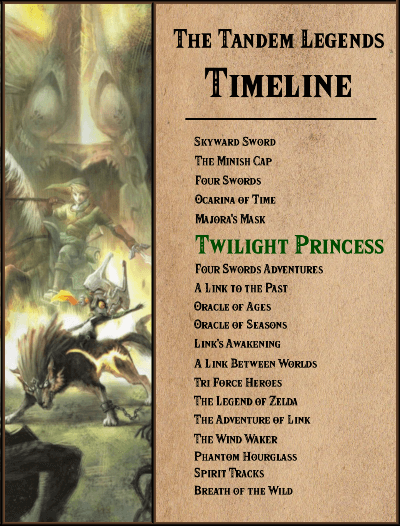 The Tandem Legends
Timeline
Skyward Sword
The Minish Cap
Four Swords
Ocarina of Time
Majora's Mask
Twilight Princess
Four Swords Adventures
A Link to the Past
Oracle of Ages
Oracle of Seasons
Link's Awakening
A Link Between Worlds
Tri Force Heroes
The Legend of Zelda
The Adventure of Link
The Wind Waker
Phantom Hourglass
Spirit Tracks
Breath of the Wild